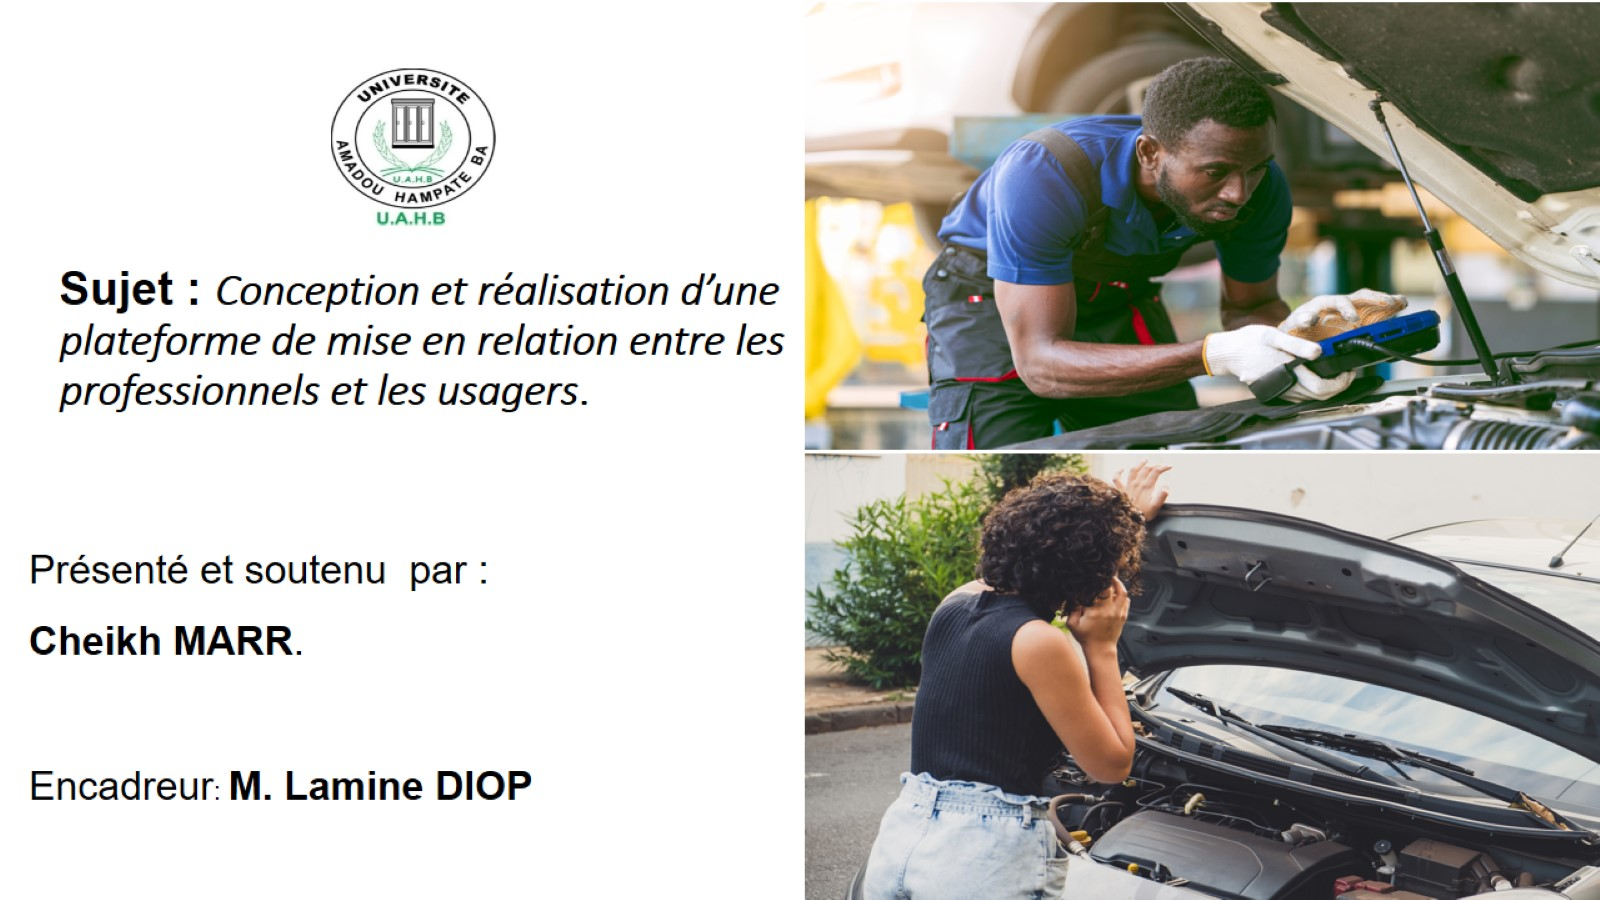 UNIVERSITE
AMADOU HAMPATE BA
U.A.H.B
U.A.H.B
Sujet : Conception et réalisation d’une
plateforme de mise en relation entre les
professionnels et les usagers.
Présenté et soutenu  par :
Cheikh MARR.
Encadreur: M. Lamine DIOP